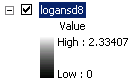 logansd8
Value
High : 2.33407
Low : 0